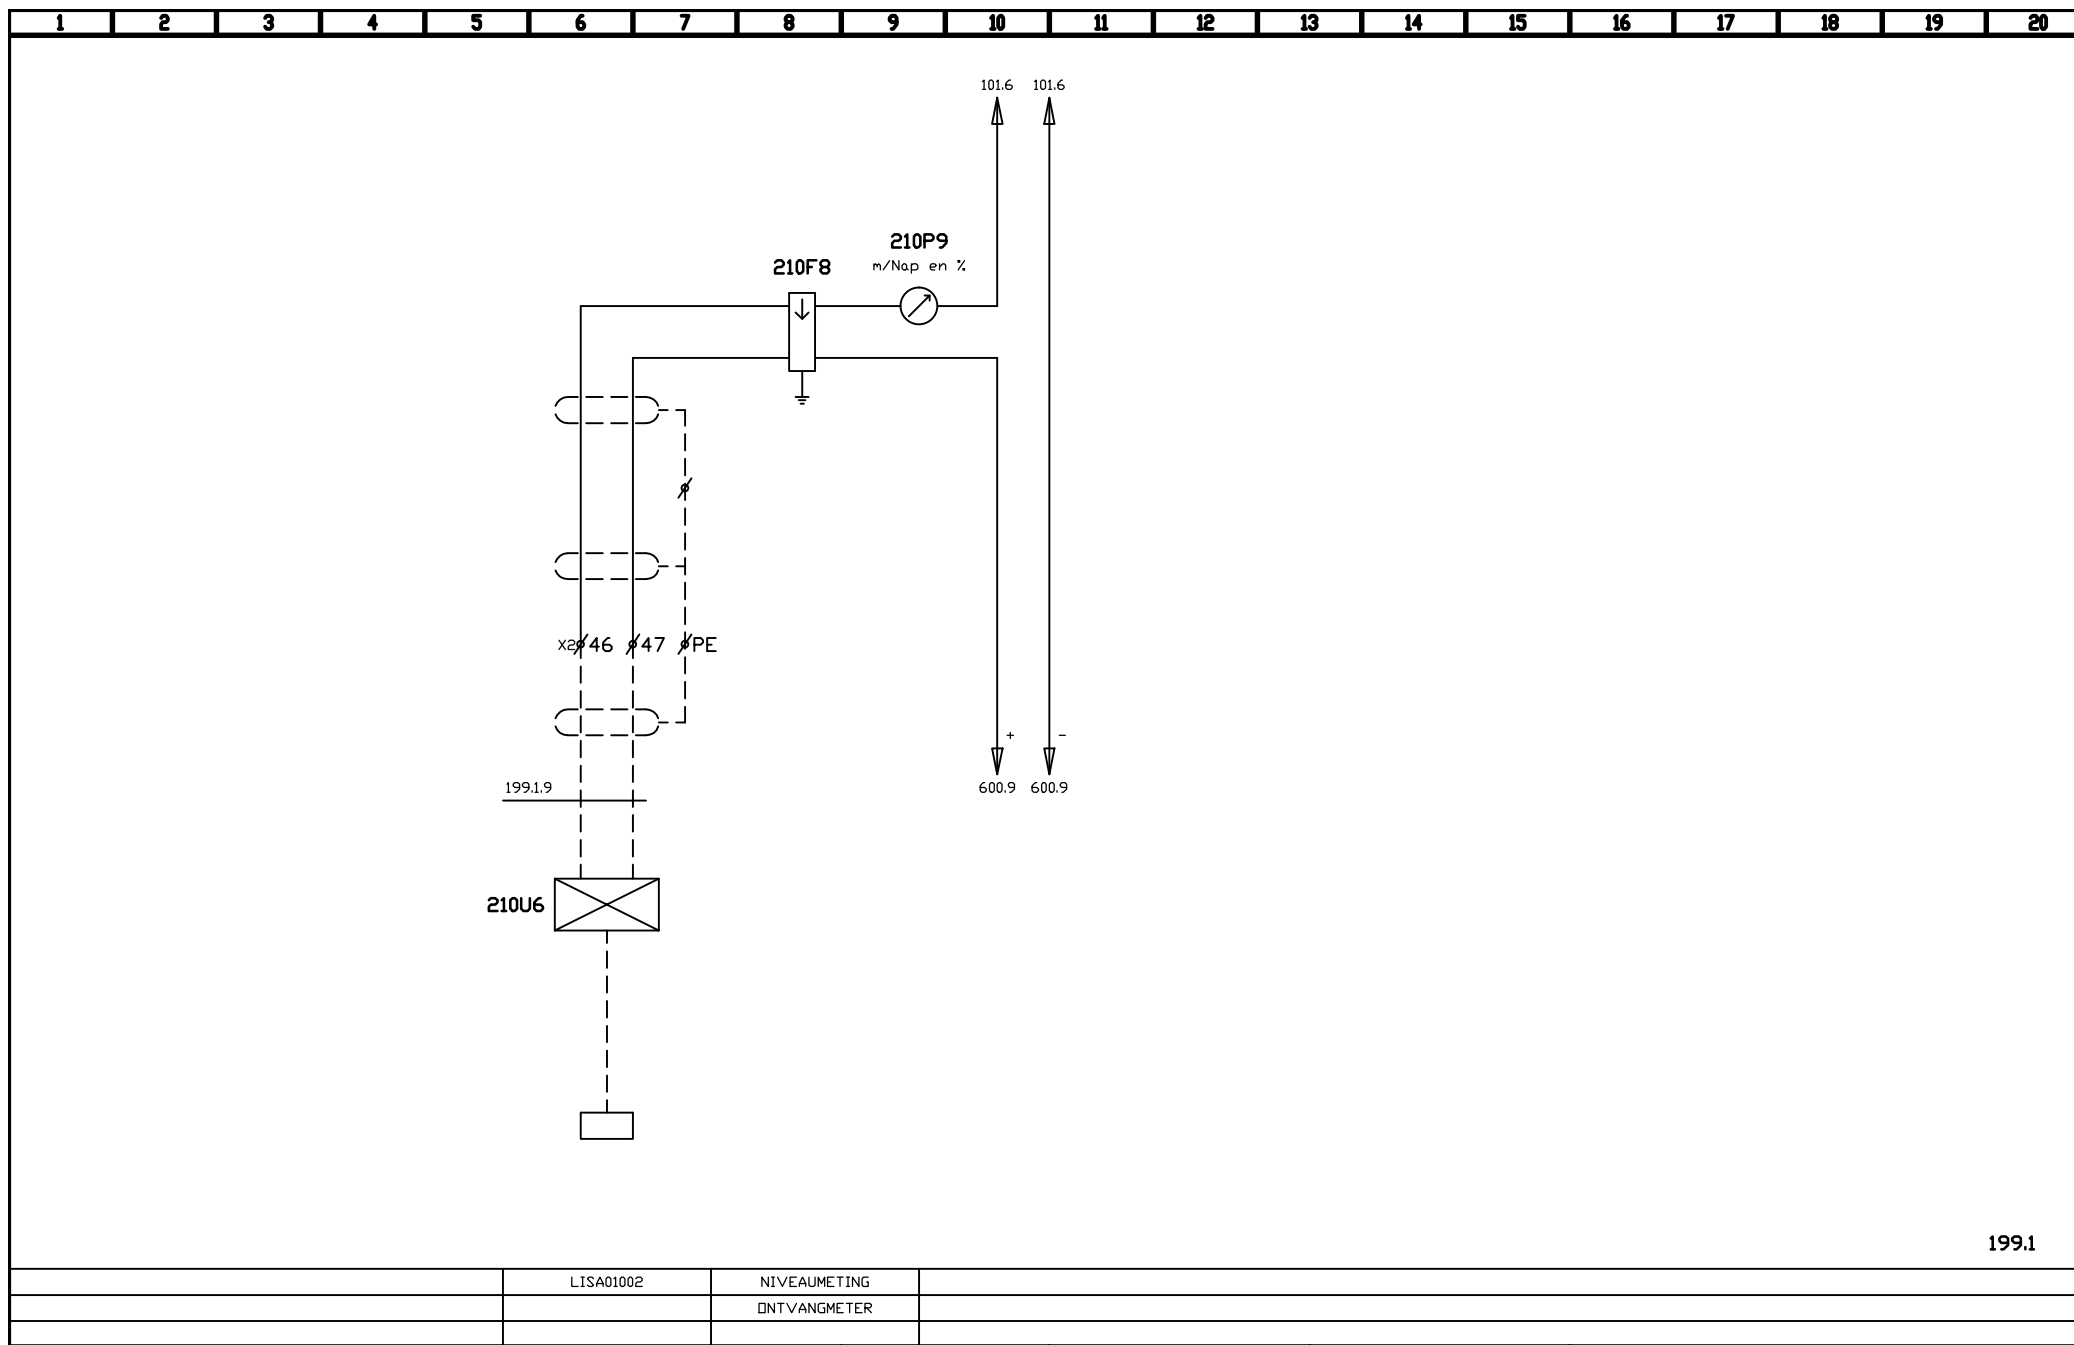 1 2 3 4 5 6 7 8 9 10 11 12 13 14 15 16 17 18 19 20
101.6 101.6
210P9
210F8 m/Nap en %
X2 46 47 PE
+ -
199.1.9 600.9 600.9
210U6
199.1
LISA01002 NIVEAUMETING
ONTVANGMETER